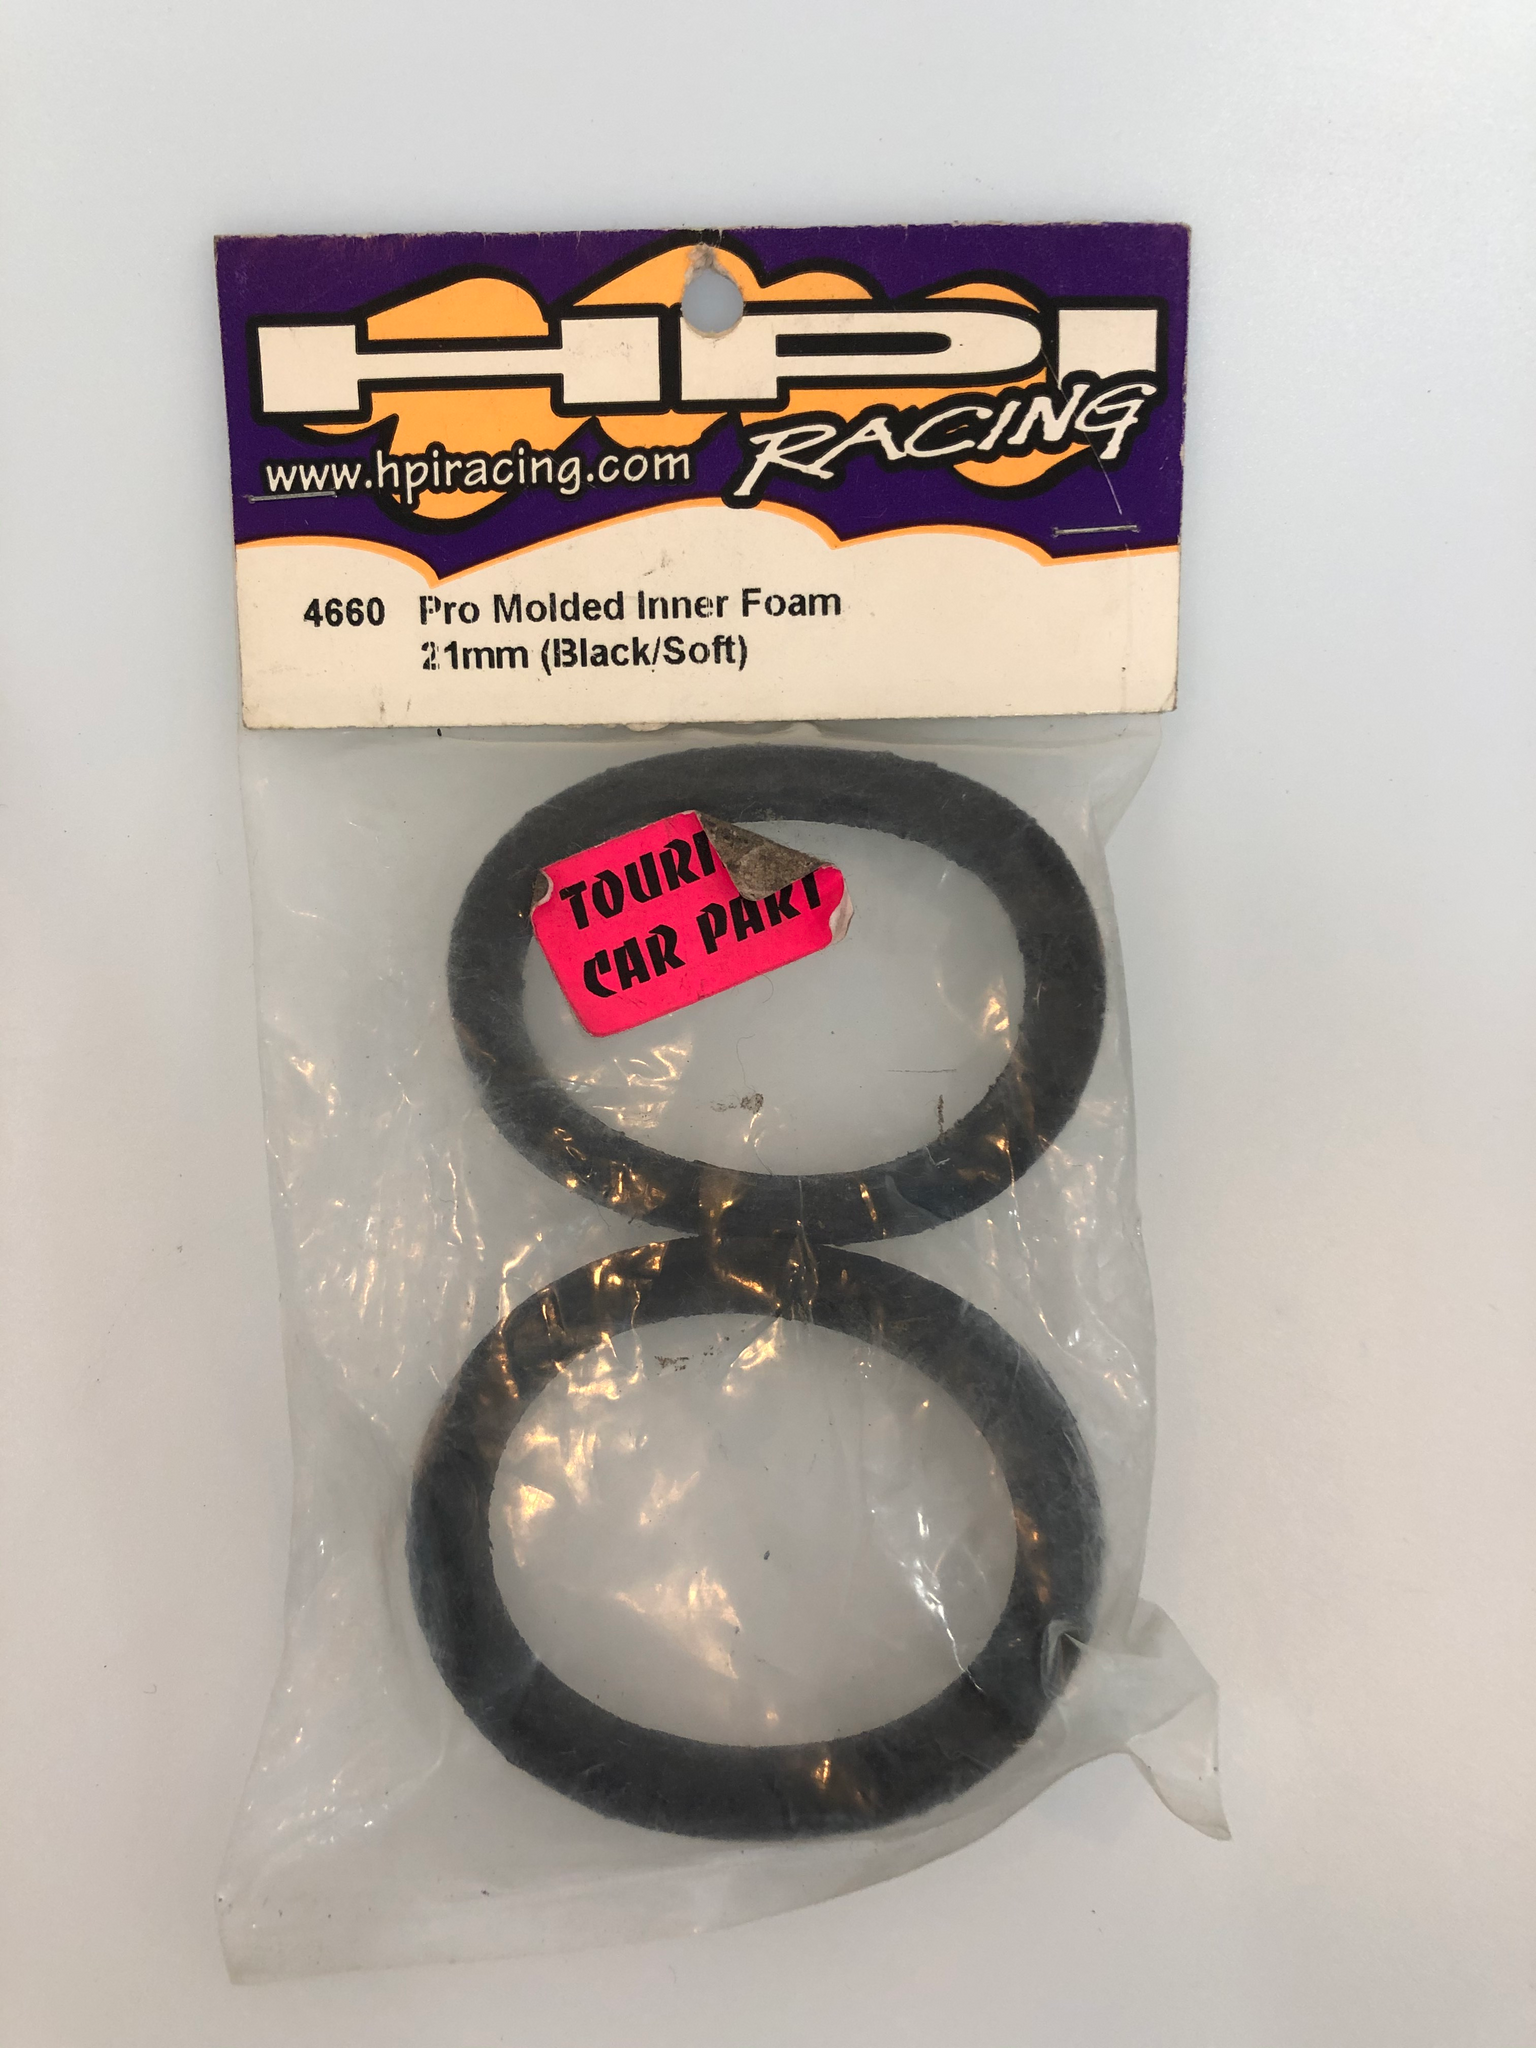 HPI
RACING
www.hpiracing.com
4660 Pro Molded Inner Foam
21mm (Black/Soft)
TOURI
CAR PART